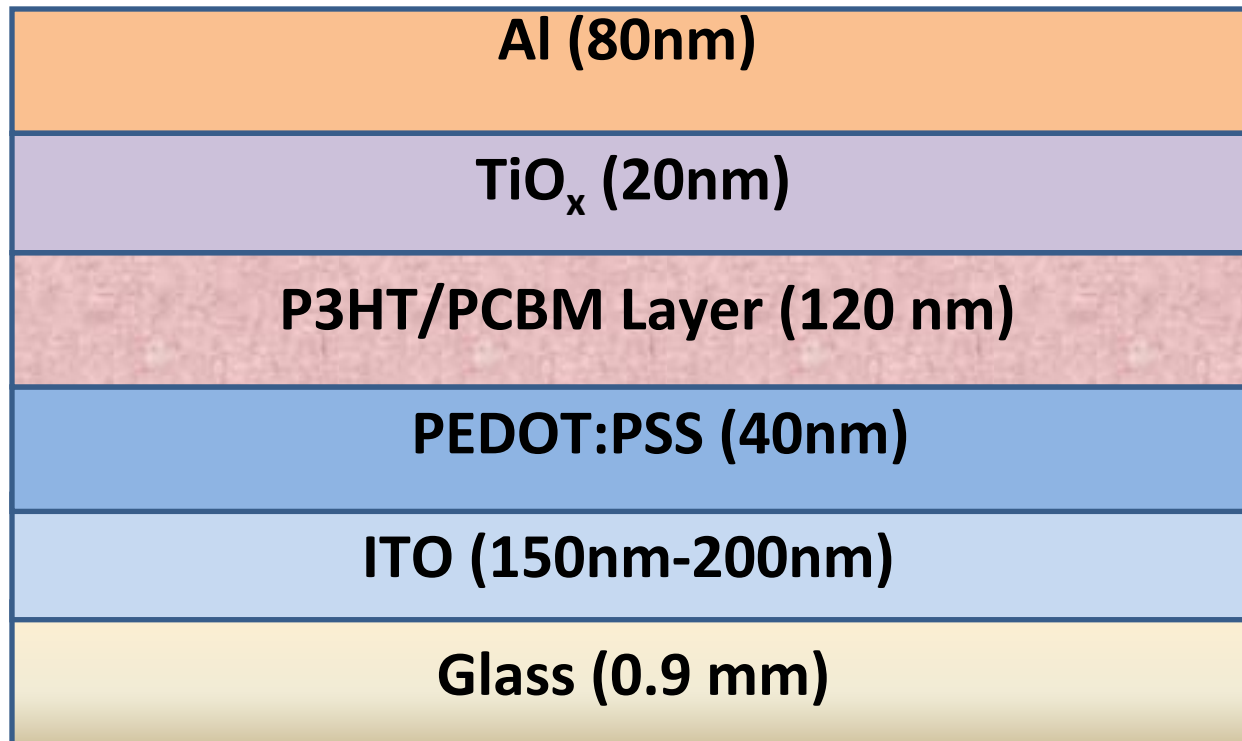 Al (80nm)
TiOₓ (20nm)
P3HT/PCBM Layer (120 nm)
PEDOT:PSS (40nm)
ITO (150nm-200nm)
Glass (0.9 mm)